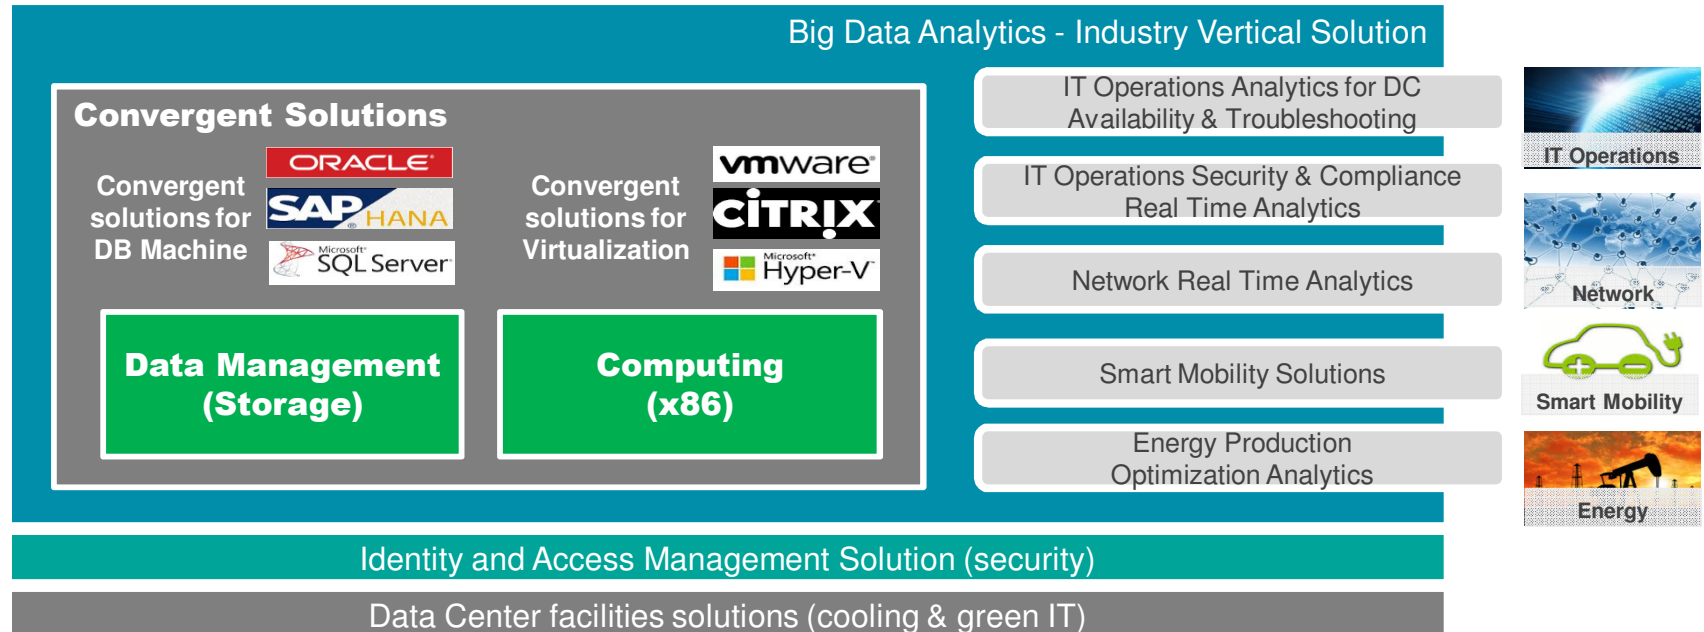 Big Data Analytics - Industry Vertical Solution
Convergent Solutions
Convergent
solutions for
DB Machine
ORACLE
SAP HANA
Microsoft
SQL Server
Convergent
solutions for
Virtualization
vmware
CITRIX
Microsoft
Hyper-V
Data Management
(Storage)
Computing
(x86)
IT Operations Analytics for DC
Availability & Troubleshooting
IT Operations
IT Operations Security & Compliance
Real Time Analytics
Network Real Time Analytics
Network
Smart Mobility Solutions
Smart Mobility
Energy Production
Optimization Analytics
Energy
Identity and Access Management Solution (security)
Data Center facilities solutions (cooling & green IT)